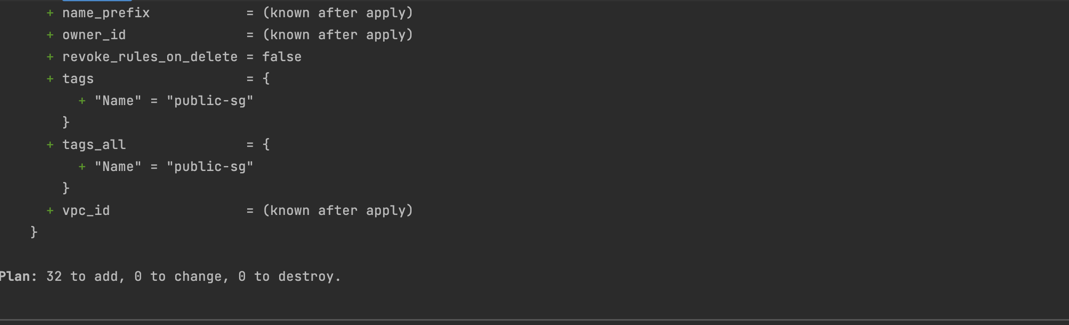 + name_prefix            = (known after apply)
+ owner_id               = (known after apply)
+ revoke_rules_on_delete = false
+ tags                   = {
    + "Name" = "public-sg"
  }
+ tags_all               = {
    + "Name" = "public-sg"
  }
+ vpc_id                 = (known after apply)
}
Plan: 32 to add, 0 to change, 0 to destroy.